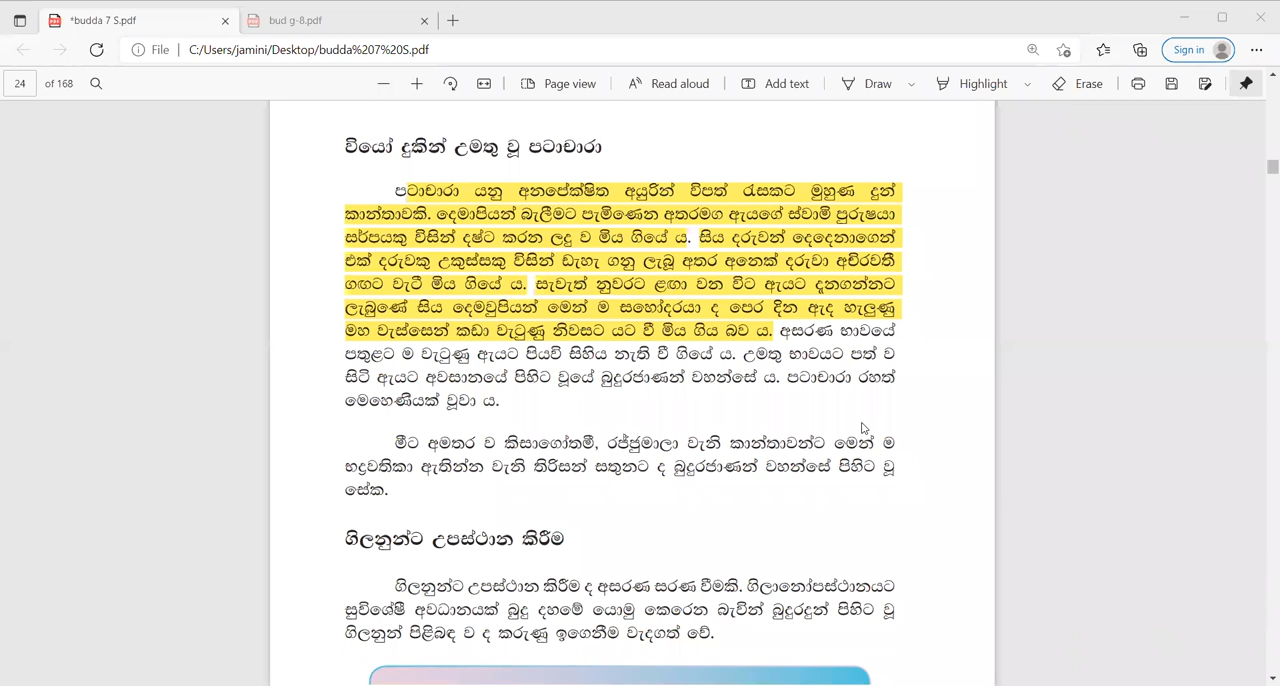 *budda 7 S.pdf
bud g-8.pdf
File
C:/Users/jamini/Desktop/budda%207%20S.pdf
Sign in
24 of 168
Page view
Read aloud
Add text
Draw
Highlight
Erase
වියෝ දුකින් උමතු වූ පටාචාරා
පටාචාරා යනු අනපේක්ෂිත අයුරින් විපත් රැසකට මුහුණ දුන්
කාන්තාවකි. දෙමාපියන් බැලීමට පැමිණෙන අතරමග ඇයගේ ස්වාමි පුරුෂයා
සර්පයකු විසින් දෂ්ට කරන ලදු ව මිය ගියේ ය. සිය දරුවන් දෙදෙනාගෙන්
එක් දරුවකු උකුස්සකු විසින් ඩැහැ ගනු ලැබූ අතර අනෙක් දරුවා අචිරවතී
ගඟට වැටී මිය ගියේ ය. සැවැත් නුවරට ළඟා වන විට ඇයට දැනගන්නට
ලැබුණේ සිය දෙමවුපියන් මෙන් ම සහෝදරයා ද පෙර දින ඇද හැලුණු
මහ වැස්සෙන් කඩා වැටුණු නිවසට යට වී මිය ගිය බව ය. අසරණ භාවයේ
පතුළට ම වැටුණු ඇයට පියවි සිහිය නැති වී ගියේ ය. උමතු භාවයට පත් ව
සිටි ඇයට අවසානයේ පිහිට වූයේ බුදුරජාණන් වහන්සේ ය. පටාචාරා රහත්
මෙහෙණියක් වූවා ය.
මීට අමතර ව කිසාගෝතමී, රජ්ජුමාලා වැනි කාන්තාවන්ට මෙන් ම
භද්‍රවතිකා ඇතින්න වැනි තිරිසන් සතුනට ද බුදුරජාණන් වහන්සේ පිහිට වූ
සේක.
ගිලනුන්ට උපස්ථාන කිරීම
ගිලනුන්ට උපස්ථාන කිරීම ද අසරණ සරණ වීමකි. ගිලානෝපස්ථානයට
සුවිශේෂී අවධානයක් බුදු දහමේ යොමු කෙරෙන බැවින් බුදුරදුන් පිහිට වූ
ගිලනුන් පිළිබඳ ව ද කරුණු ඉගෙනීම වැදගත් වේ.